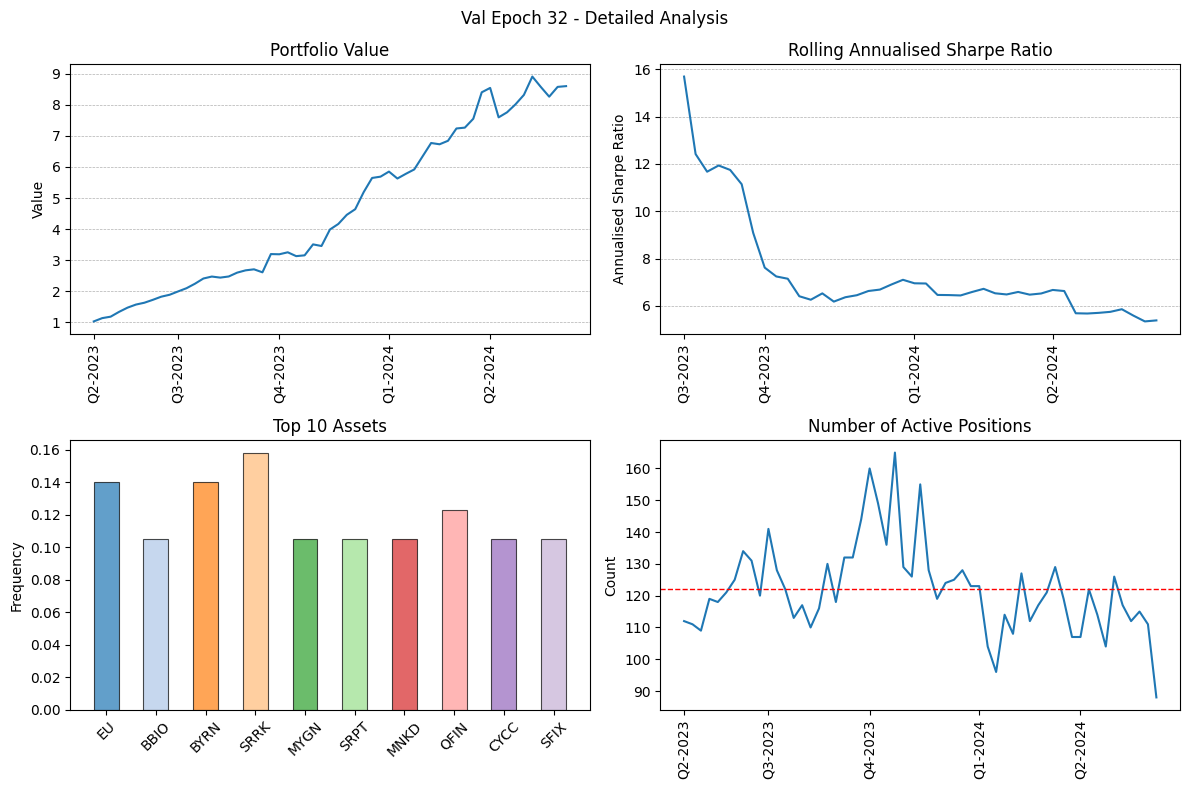 Val Epoch 32 - Detailed Analysis
Portfolio Value
Value
9
8
7
6
5
4
3
2
1
Q2-2023
Q3-2023
Q4-2023
Q1-2024
Q2-2024
Rolling Annualised Sharpe Ratio
Annualised Sharpe Ratio
16
14
12
10
8
6
Q3-2023
Q4-2023
Q1-2024
Q2-2024
Top 10 Assets
Frequency
0.16
0.14
0.12
0.10
0.08
0.06
0.04
0.02
0.00
EU
BBIO
BYRN
SRRK
MYGN
SRPT
MNKD
QFIN
CYCC
SFIX
Number of Active Positions
Count
160
150
140
130
120
110
100
90
Q2-2023
Q3-2023
Q4-2023
Q1-2024
Q2-2024